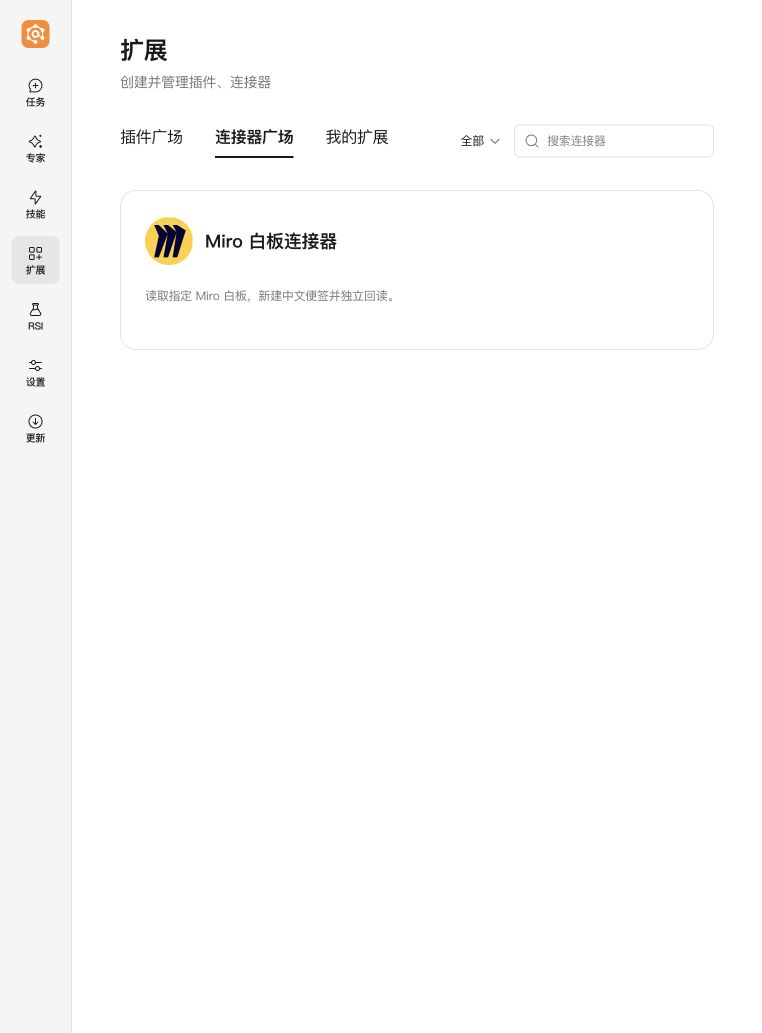 任务
专家
技能
扩展
RSI
设置
更新
扩展
创建并管理插件、连接器
插件广场
连接器广场
我的扩展
全部
搜索连接器
Miro 白板连接器
读取指定 Miro 白板，新建中文便签并独立回读。